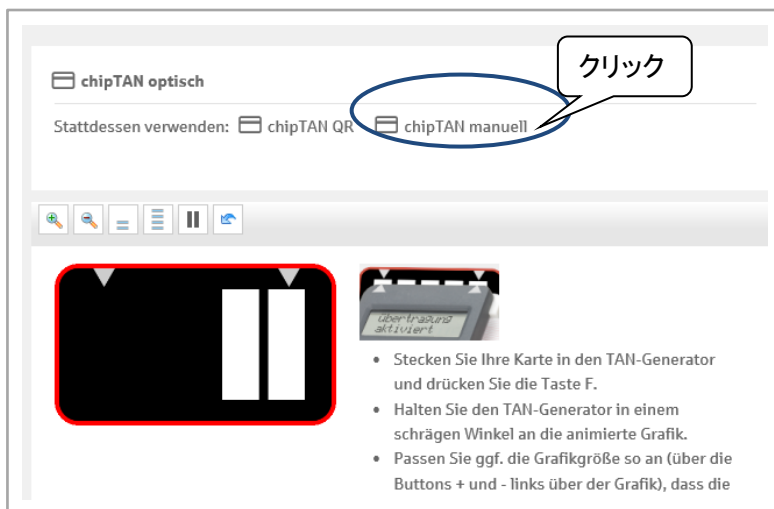 クリック
chipTAN optisch
Stattdessen verwenden: chipTAN QR chipTAN manuell
übertragung
aktiviert
• Stecken Sie Ihre Karte in den TAN-Generator
und drücken Sie die Taste F.
• Halten Sie den TAN-Generator in einem
schrägen Winkel an die animierte Grafik.
• Passen Sie ggf. die Grafikgröße so an (über die
Buttons + und - links über der Grafik), dass die